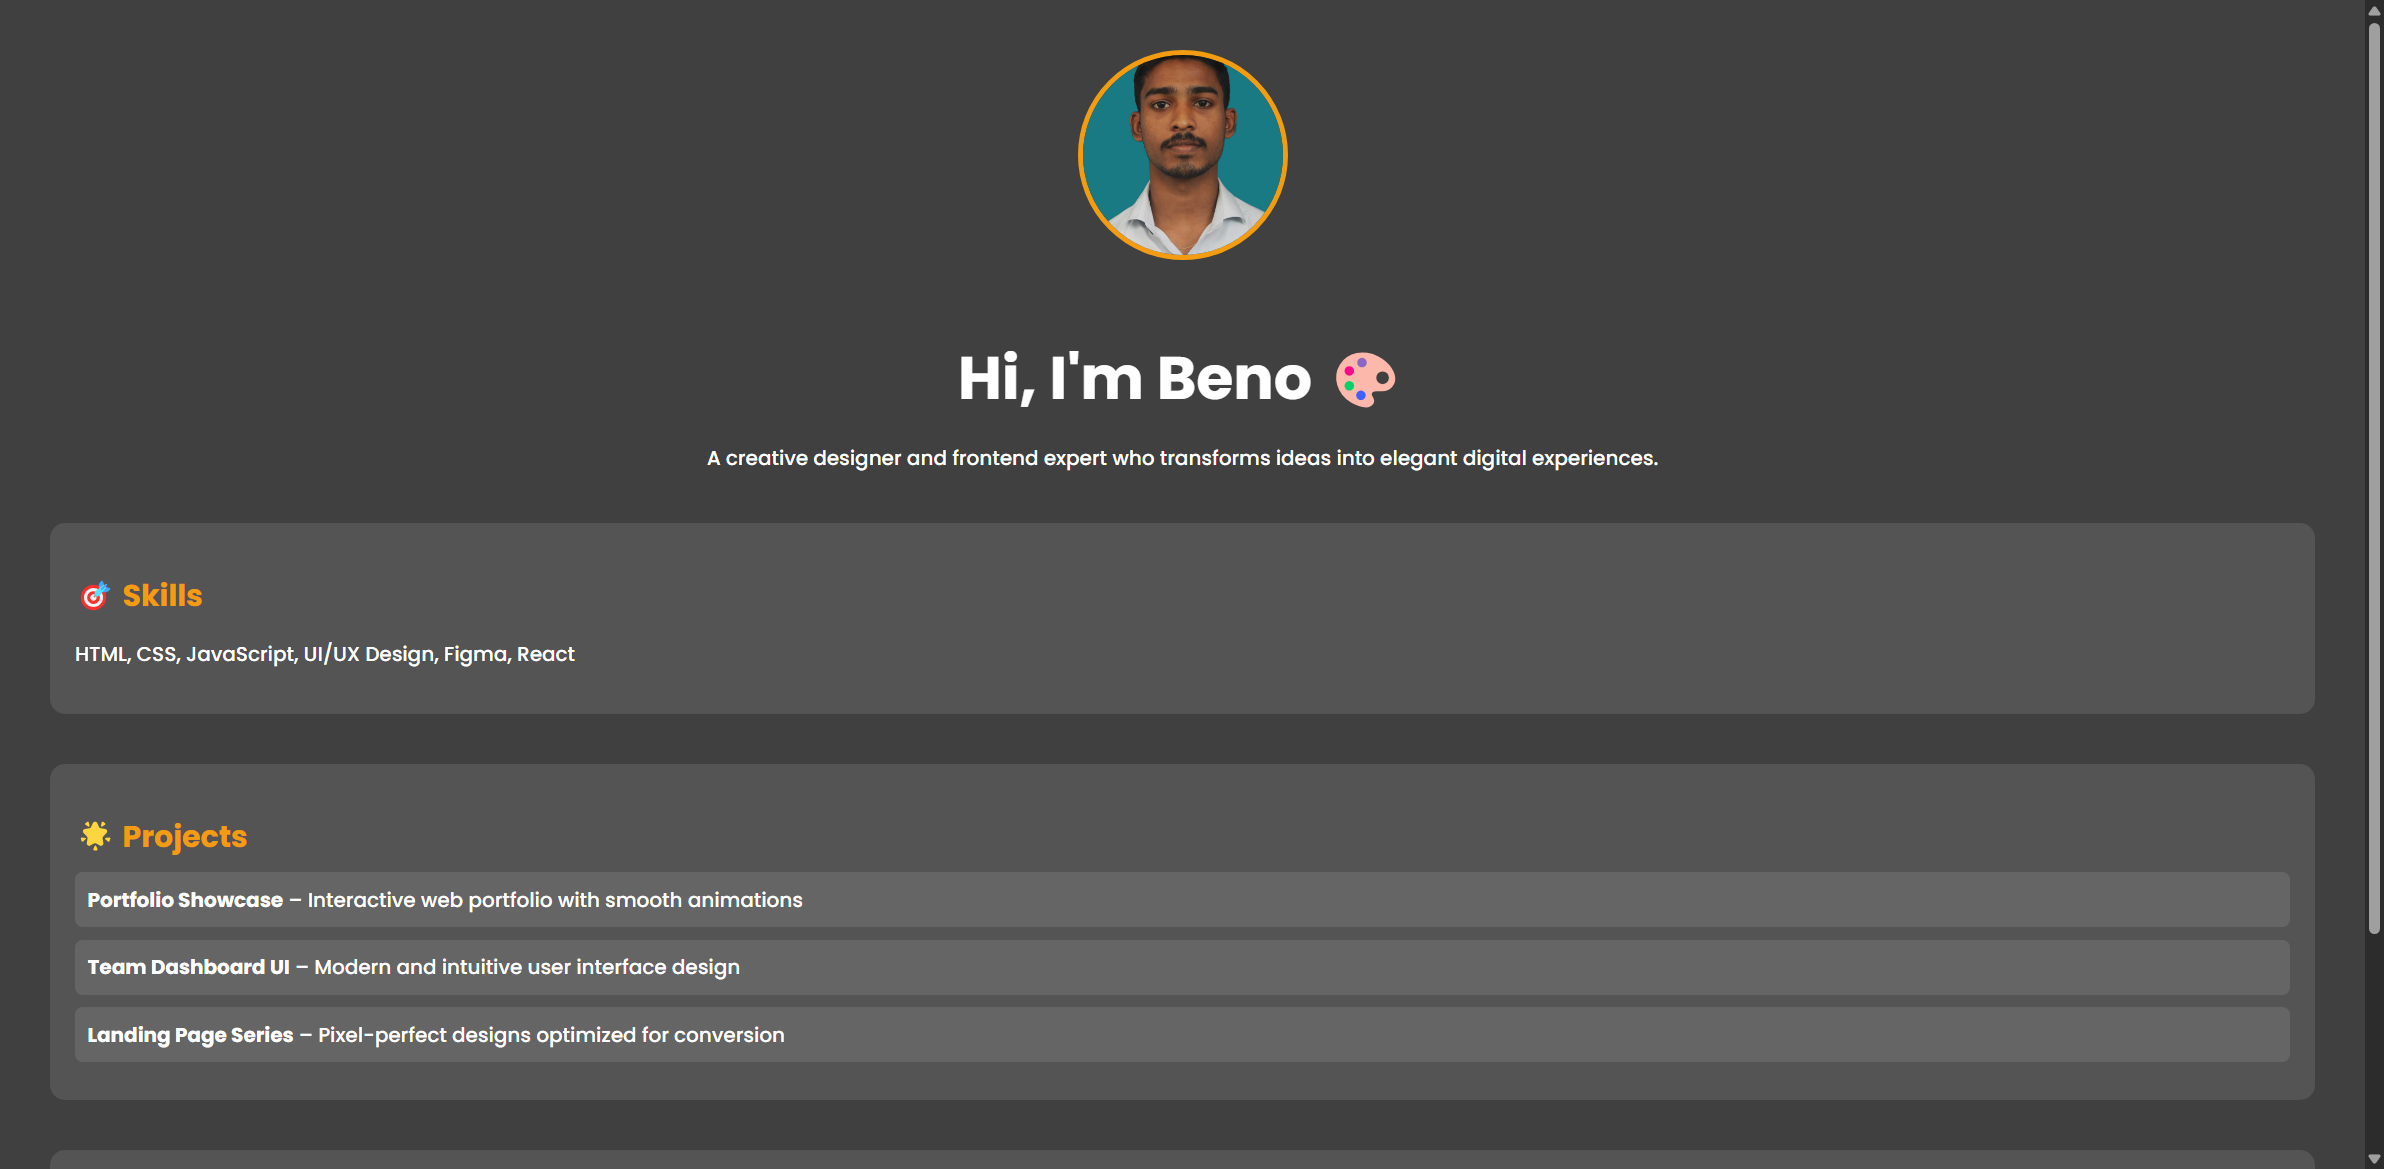 Hi, I'm Beno 🎨
A creative designer and frontend expert who transforms ideas into elegant digital experiences.
🎯 Skills
HTML, CSS, JavaScript, UI/UX Design, Figma, React
🌟 Projects
Portfolio Showcase – Interactive web portfolio with smooth animations
Team Dashboard UI – Modern and intuitive user interface design
Landing Page Series – Pixel-perfect designs optimized for conversion